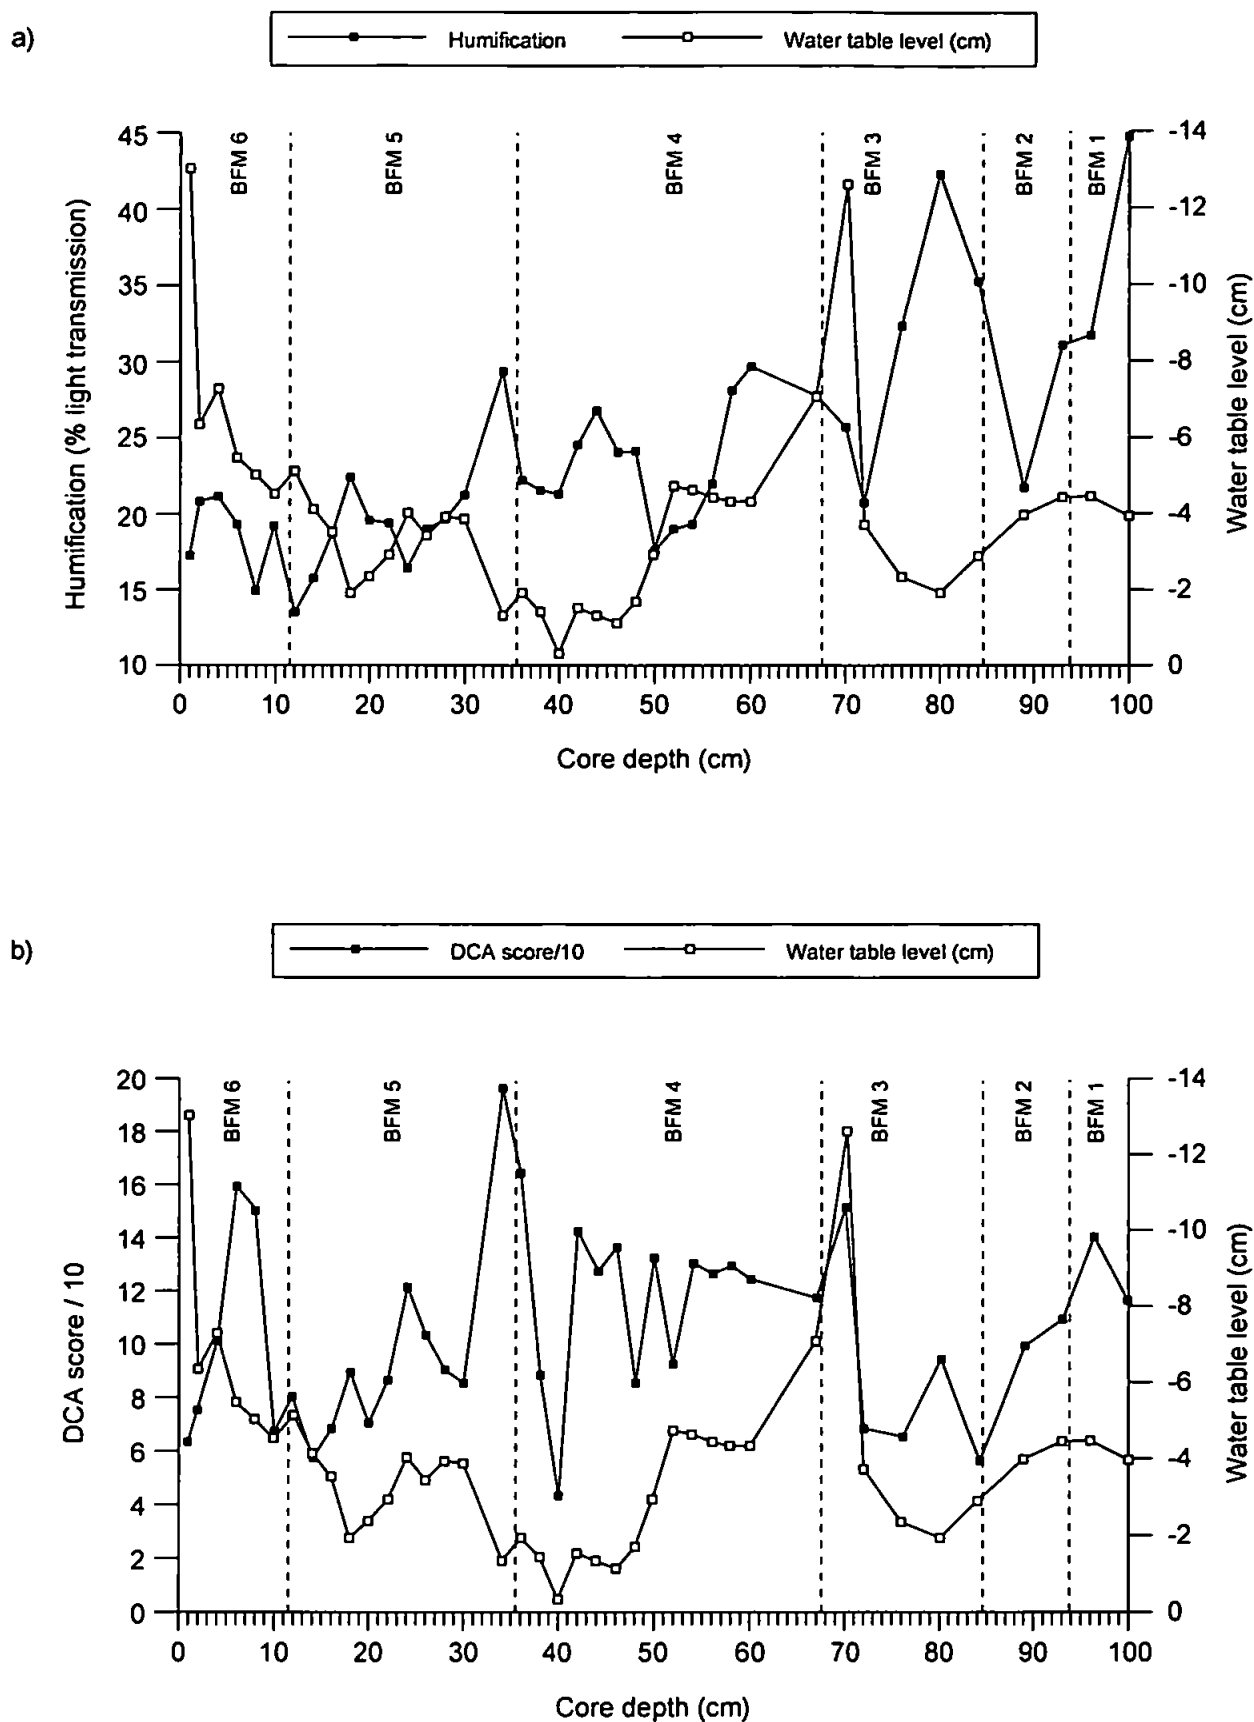 a)
Humification
Water table level (cm)
45
40
35
30
25
20
15
10
Humification (% light transmission)
BFM 6
BFM 5
BFM 4
BFM 3
BFM 2
BFM 1
-14
-12
-10
-8
-6
-4
-2
0
Water table level (cm)
0 10 20 30 40 50 60 70 80 90 100
Core depth (cm)
b)
DCA score/10
Water table level (cm)
20
18
16
14
12
10
8
6
4
2
0
DCA score / 10
BFM 6
BFM 5
BFM 4
BFM 3
BFM 2
BFM 1
-14
-12
-10
-8
-6
-4
-2
0
Water table level (cm)
0 10 20 30 40 50 60 70 80 90 100
Core depth (cm)